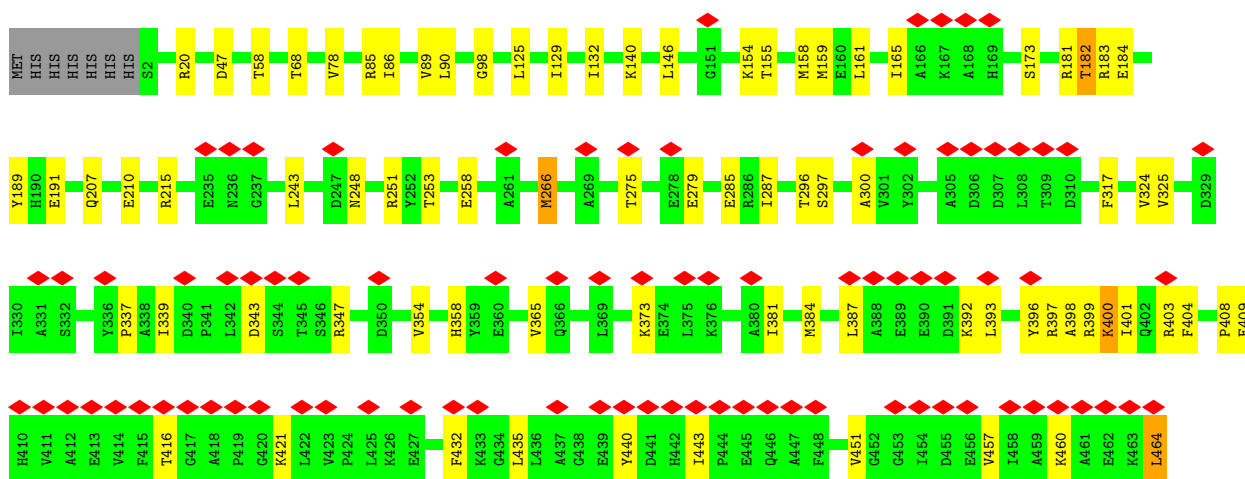 MET HIS HIS HIS HIS HIS HIS S2 R20 D47 T58 T68 V78 R85 I86 V89 L90 G98 L125 I129 I132 K140 L146 G151 K154 T155 M158 M159 E160 L161 I165 A166 K167 A168 H169 S173 R181 T182 R183 E184
Y189 H190 E191 Q207 E210 R215 E235 N236 G237 L243 D247 N248 R251 Y252 T253 E258 A261 M266 A269 T275 E278 E279 E285 R286 I287 T296 S297 A300 V301 Y302 A305 D306 D307 L308 T309 D310 F317 V324 V325 D329
I330 A331 S332 Y336 P337 A338 I339 D340 P341 L342 D343 S344 T345 S346 R347 D350 V354 H358 Y359 E360 V365 Q366 L369 K373 E374 L375 K376 A380 I381 M384 L387 A388 E389 E390 D391 K392 L393 Y396 R397 A398 R399 K400 I401 Q402 R403 F404 P408 F409
H410 V411 A412 E413 V414 F415 T416 G417 A418 P419 G420 K421 L422 V423 P424 L425 K426 E427 F432 K433 G434 L435 L436 A437 G438 E439 Y440 D441 H442 I443 P444 E445 Q446 A447 F448 V451 G452 G453 I454 D455 E456 V457 I458 A459 K460 A461 E462 K463 L464